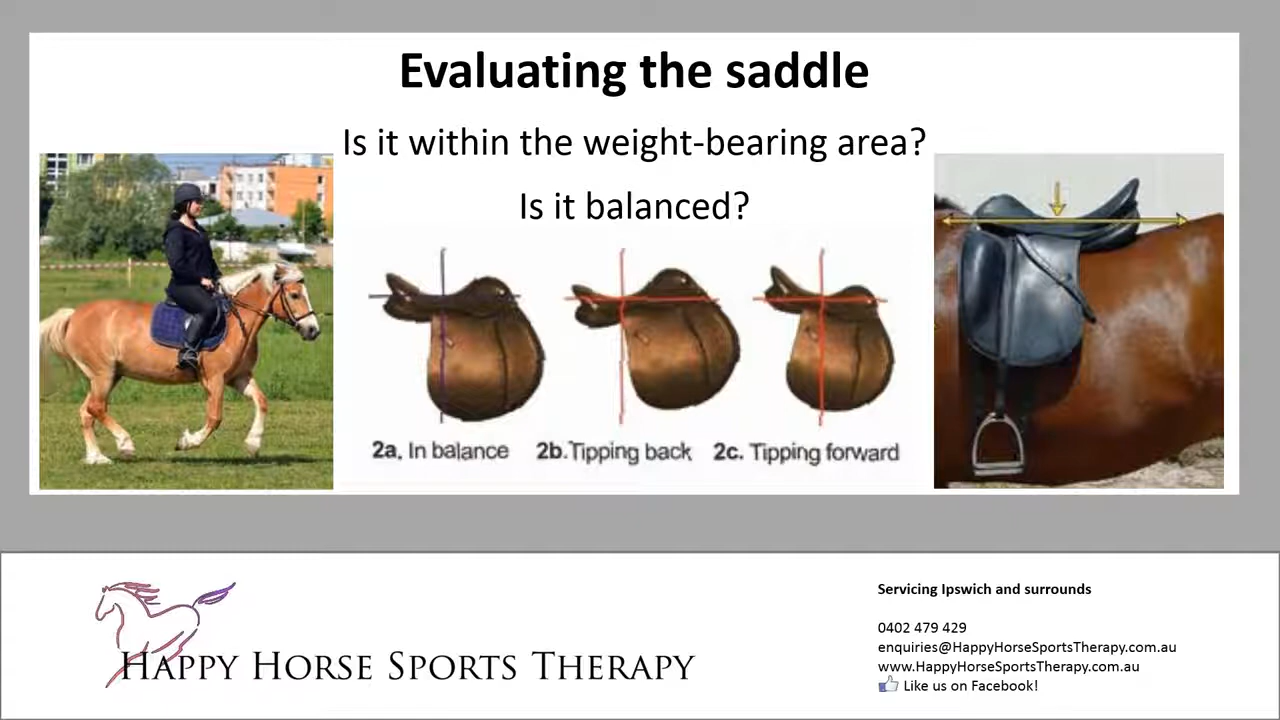 Evaluating the saddle
Is it within the weight-bearing area?
Is it balanced?
2a. In balance
2b. Tipping back
2c. Tipping forward
HAPPY HORSE SPORTS THERAPY
Servicing Ipswich and surrounds
0402 479 429
enquiries@HappyHorseSportsTherapy.com.au
www.HappyHorseSportsTherapy.com.au
Like us on Facebook!